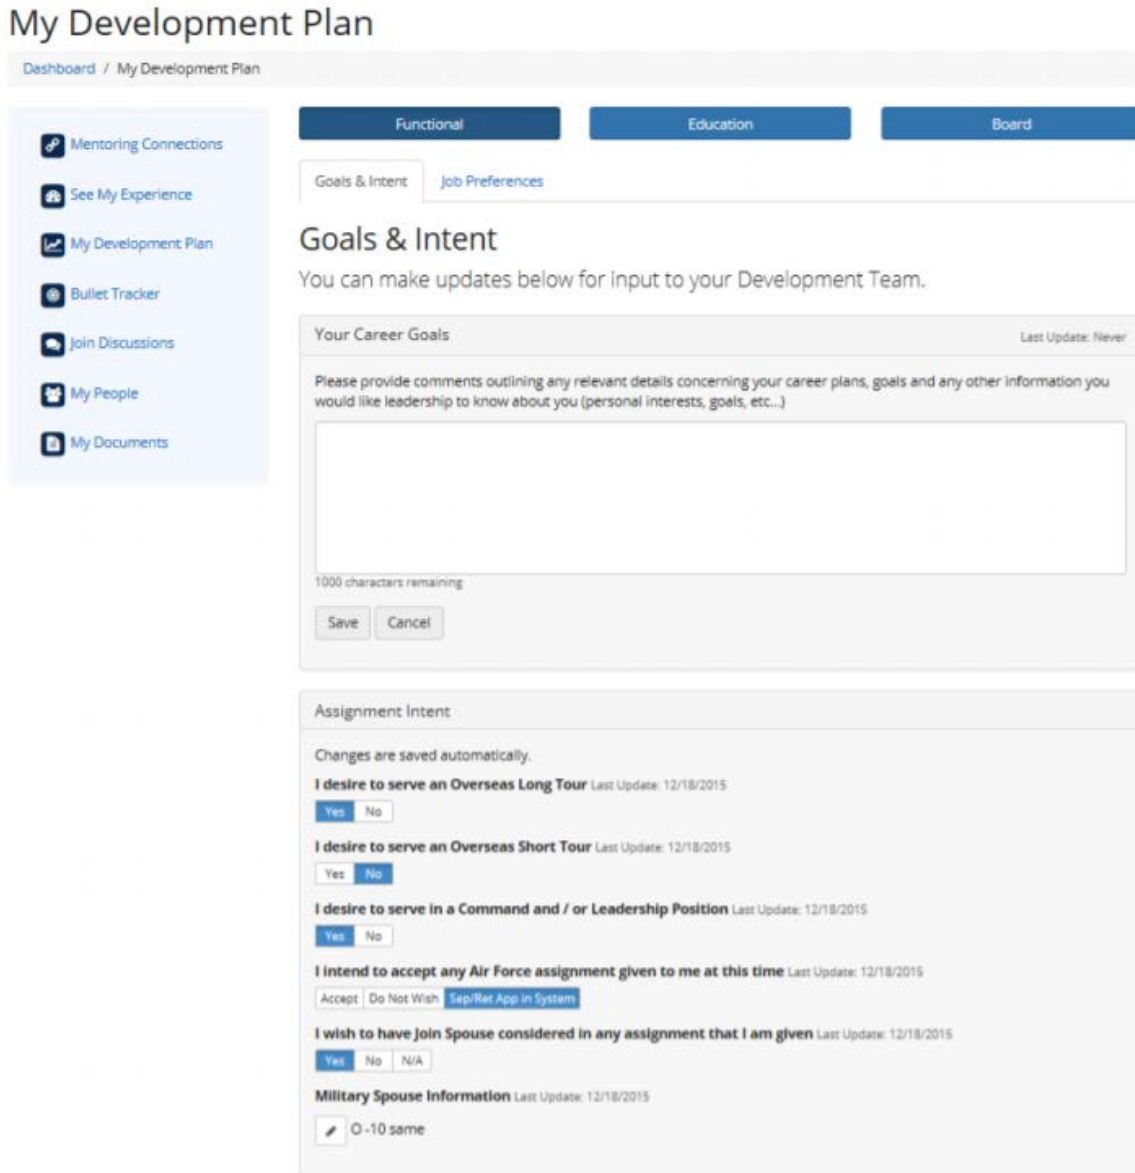 My Development Plan
Dashboard / My Development Plan
Mentoring Connections
See My Experience
My Development Plan
Bullet Tracker
Join Discussions
My People
My Documents
Functional
Education
Board
Goals & Intent
Job Preferences
Goals & Intent
You can make updates below for input to your Development Team.
Your Career Goals
Last Update: Never
Please provide comments outlining any relevant details concerning your career plans, goals and any other information you
would like leadership to know about you (personal interests, goals, etc...)
1000 characters remaining
Save
Cancel
Assignment Intent
Changes are saved automatically.
I desire to serve an Overseas Long Tour Last Update: 12/18/2015
Yes No
I desire to serve an Overseas Short Tour Last Update: 12/18/2015
Yes No
I desire to serve in a Command and / or Leadership Position Last Update: 12/18/2015
Yes No
I intend to accept any Air Force assignment given to me at this time Last Update: 12/18/2015
Accept Do Not Wish Sep/Ret App in System
I wish to have Join Spouse considered in any assignment that I am given Last Update: 12/18/2015
Yes No N/A
Military Spouse Information Last Update: 12/18/2015
O -10 same